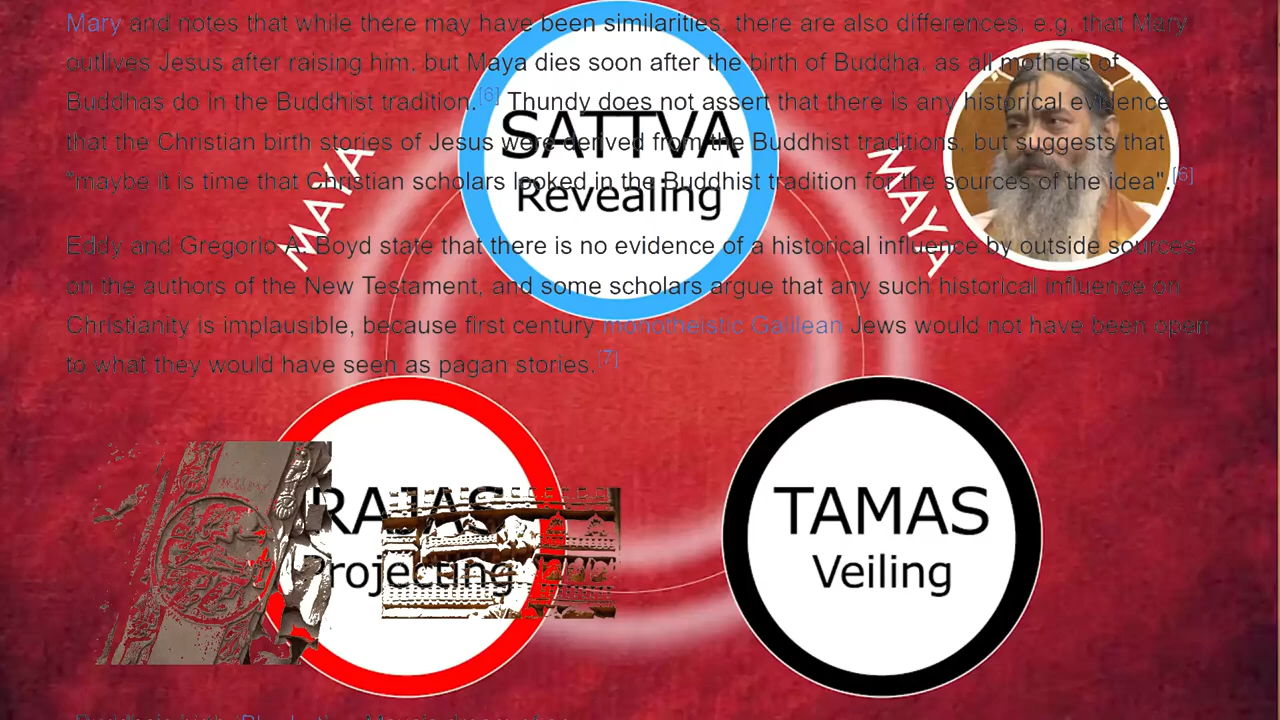 Mary and notes that while there may have been similarities, there are also differences, e.g. that Mary
outlives Jesus after raising him, but Maya dies soon after the birth of Buddha, as all mothers of
Buddhas do in the Buddhist tradition.[6] Thundy does not assert that there is any historical evidence
that the Christian birth stories of Jesus were derived from the Buddhist traditions, but suggests that
"maybe it is time that Christian scholars looked in the Buddhist tradition for the sources of the idea".[6]
Eddy and Gregorio A. Boyd state that there is no evidence of a historical influence by outside sources
on the authors of the New Testament, and some scholars argue that any such historical influence on
Christianity is implausible, because first century monotheistic Galilean Jews would not have been open
to what they would have seen as pagan stories.[7]
SATTVA
Revealing
MAYA
MAYA
RAJAS
Projecting
TAMAS
Veiling